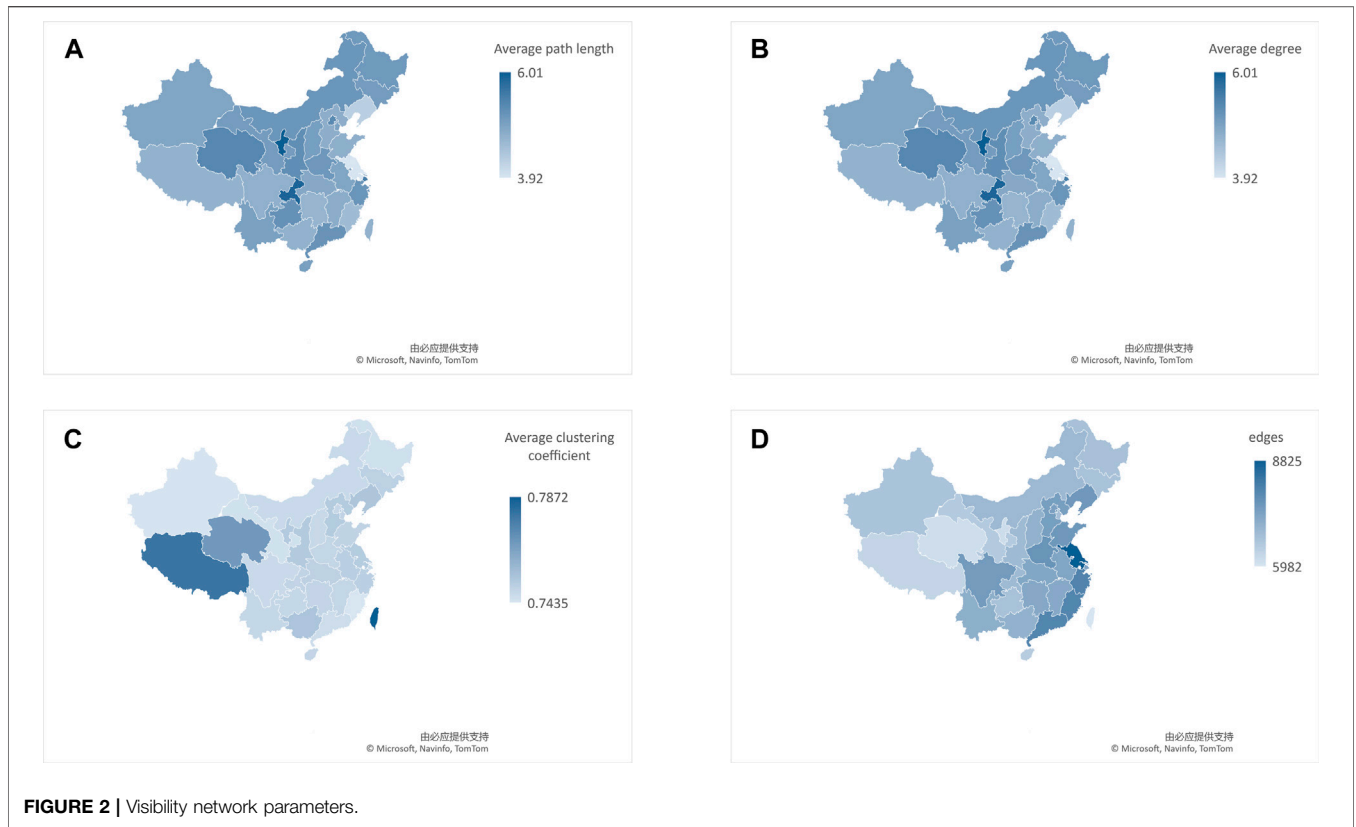 A
Average path length
6.01
3.92
由必应提供支持
© Microsoft, Navinfo, TomTom
B
Average degree
6.01
3.92
由必应提供支持
© Microsoft, Navinfo, TomTom
C
Average clustering
coefficient
0.7872
0.7435
由必应提供支持
© Microsoft, Navinfo, TomTom
D
edges
8825
5982
由必应提供支持
© Microsoft, Navinfo, TomTom
FIGURE 2 | Visibility network parameters.